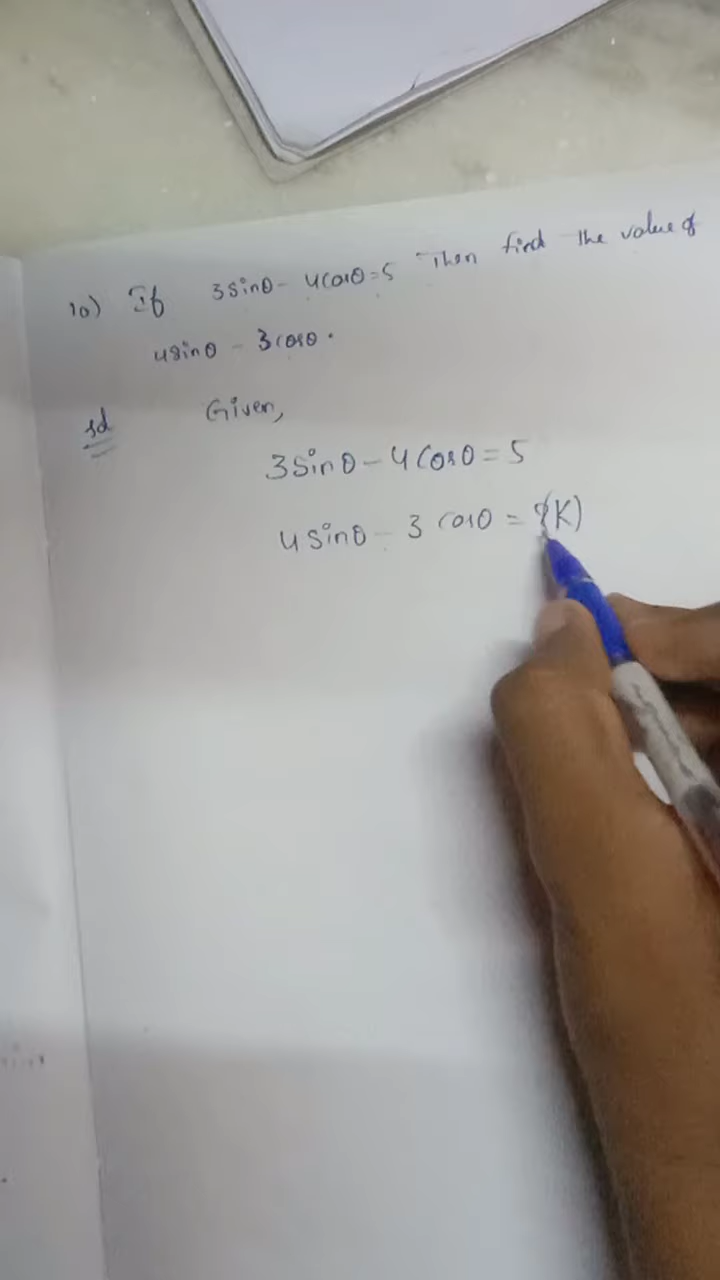 10) If 3sinθ - 4cosθ=5 Then find the value of
4sinθ - 3cosθ.
Sol Given,
3sinθ - 4cosθ = 5
4sinθ - 3cosθ = ?(K)